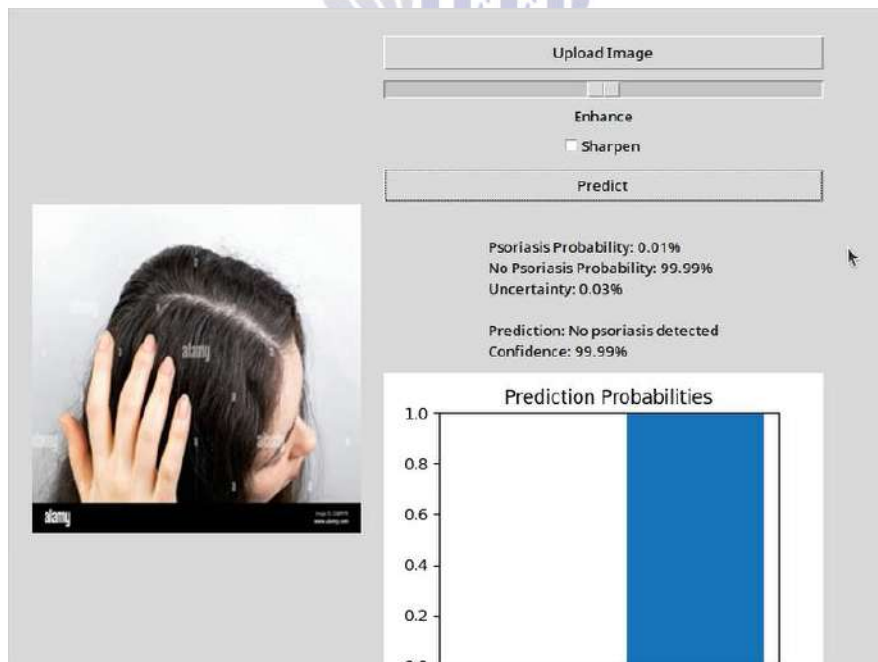 Upload Image
Enhance
Sharpen
Predict
Psoriasis Probability: 0.01%
No Psoriasis Probability: 99.99%
Uncertainty: 0.03%
Prediction: No psoriasis detected
Confidence: 99.99%
alamy
alamy
www.alamy.com
Prediction Probabilities
1.0
0.8
0.6
0.4
0.2